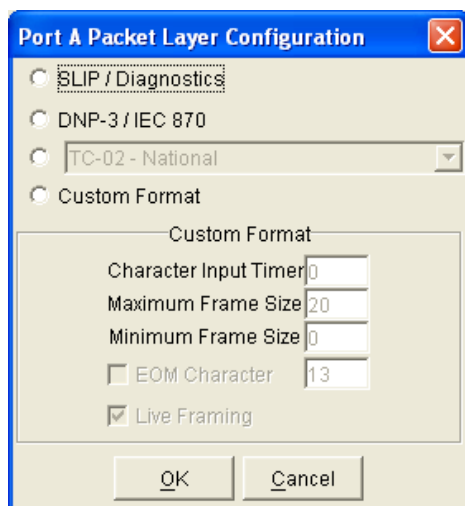 Port A Packet Layer Configuration
SLIP / Diagnostics
DNP-3 / IEC 870
TC-02 - National
Custom Format
Custom Format
Character Input Timer 0
Maximum Frame Size 20
Minimum Frame Size 0
EOM Character 13
Live Framing
OK Cancel